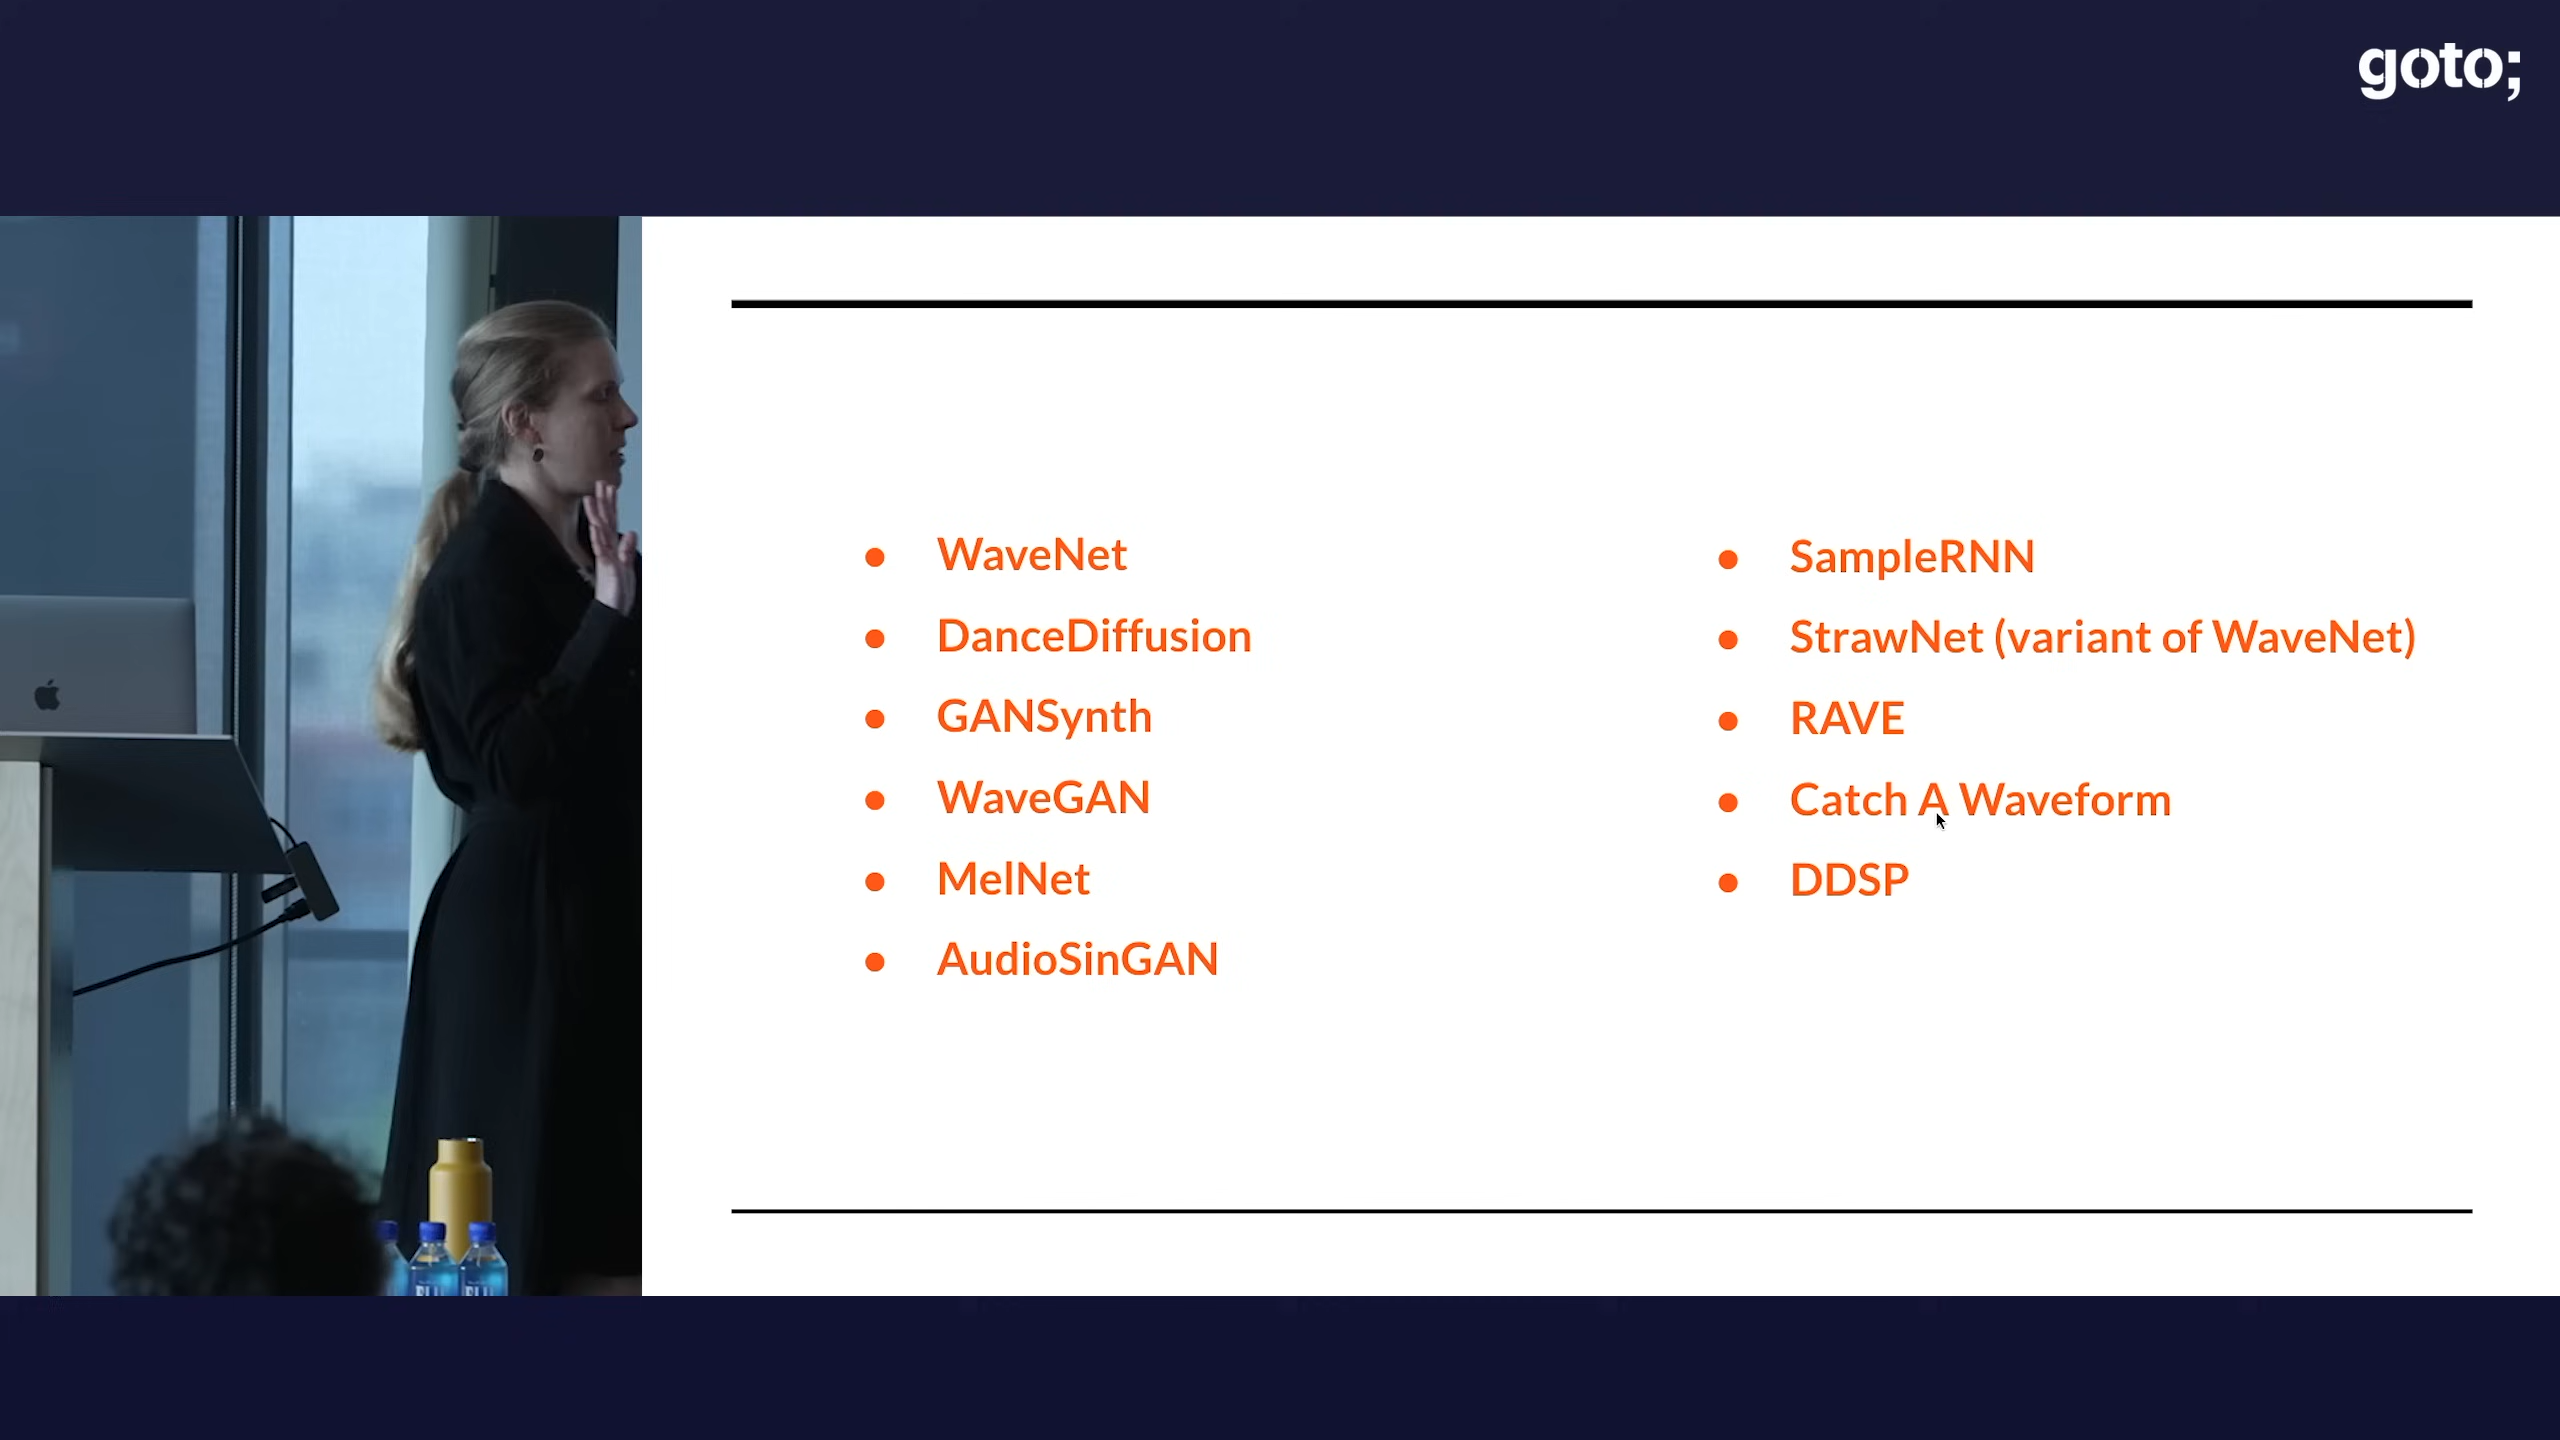 goto;
WaveNet
DanceDiffusion
GANSynth
WaveGAN
MelNet
AudioSinGAN
SampleRNN
StrawNet (variant of WaveNet)
RAVE
Catch A Waveform
DDSP